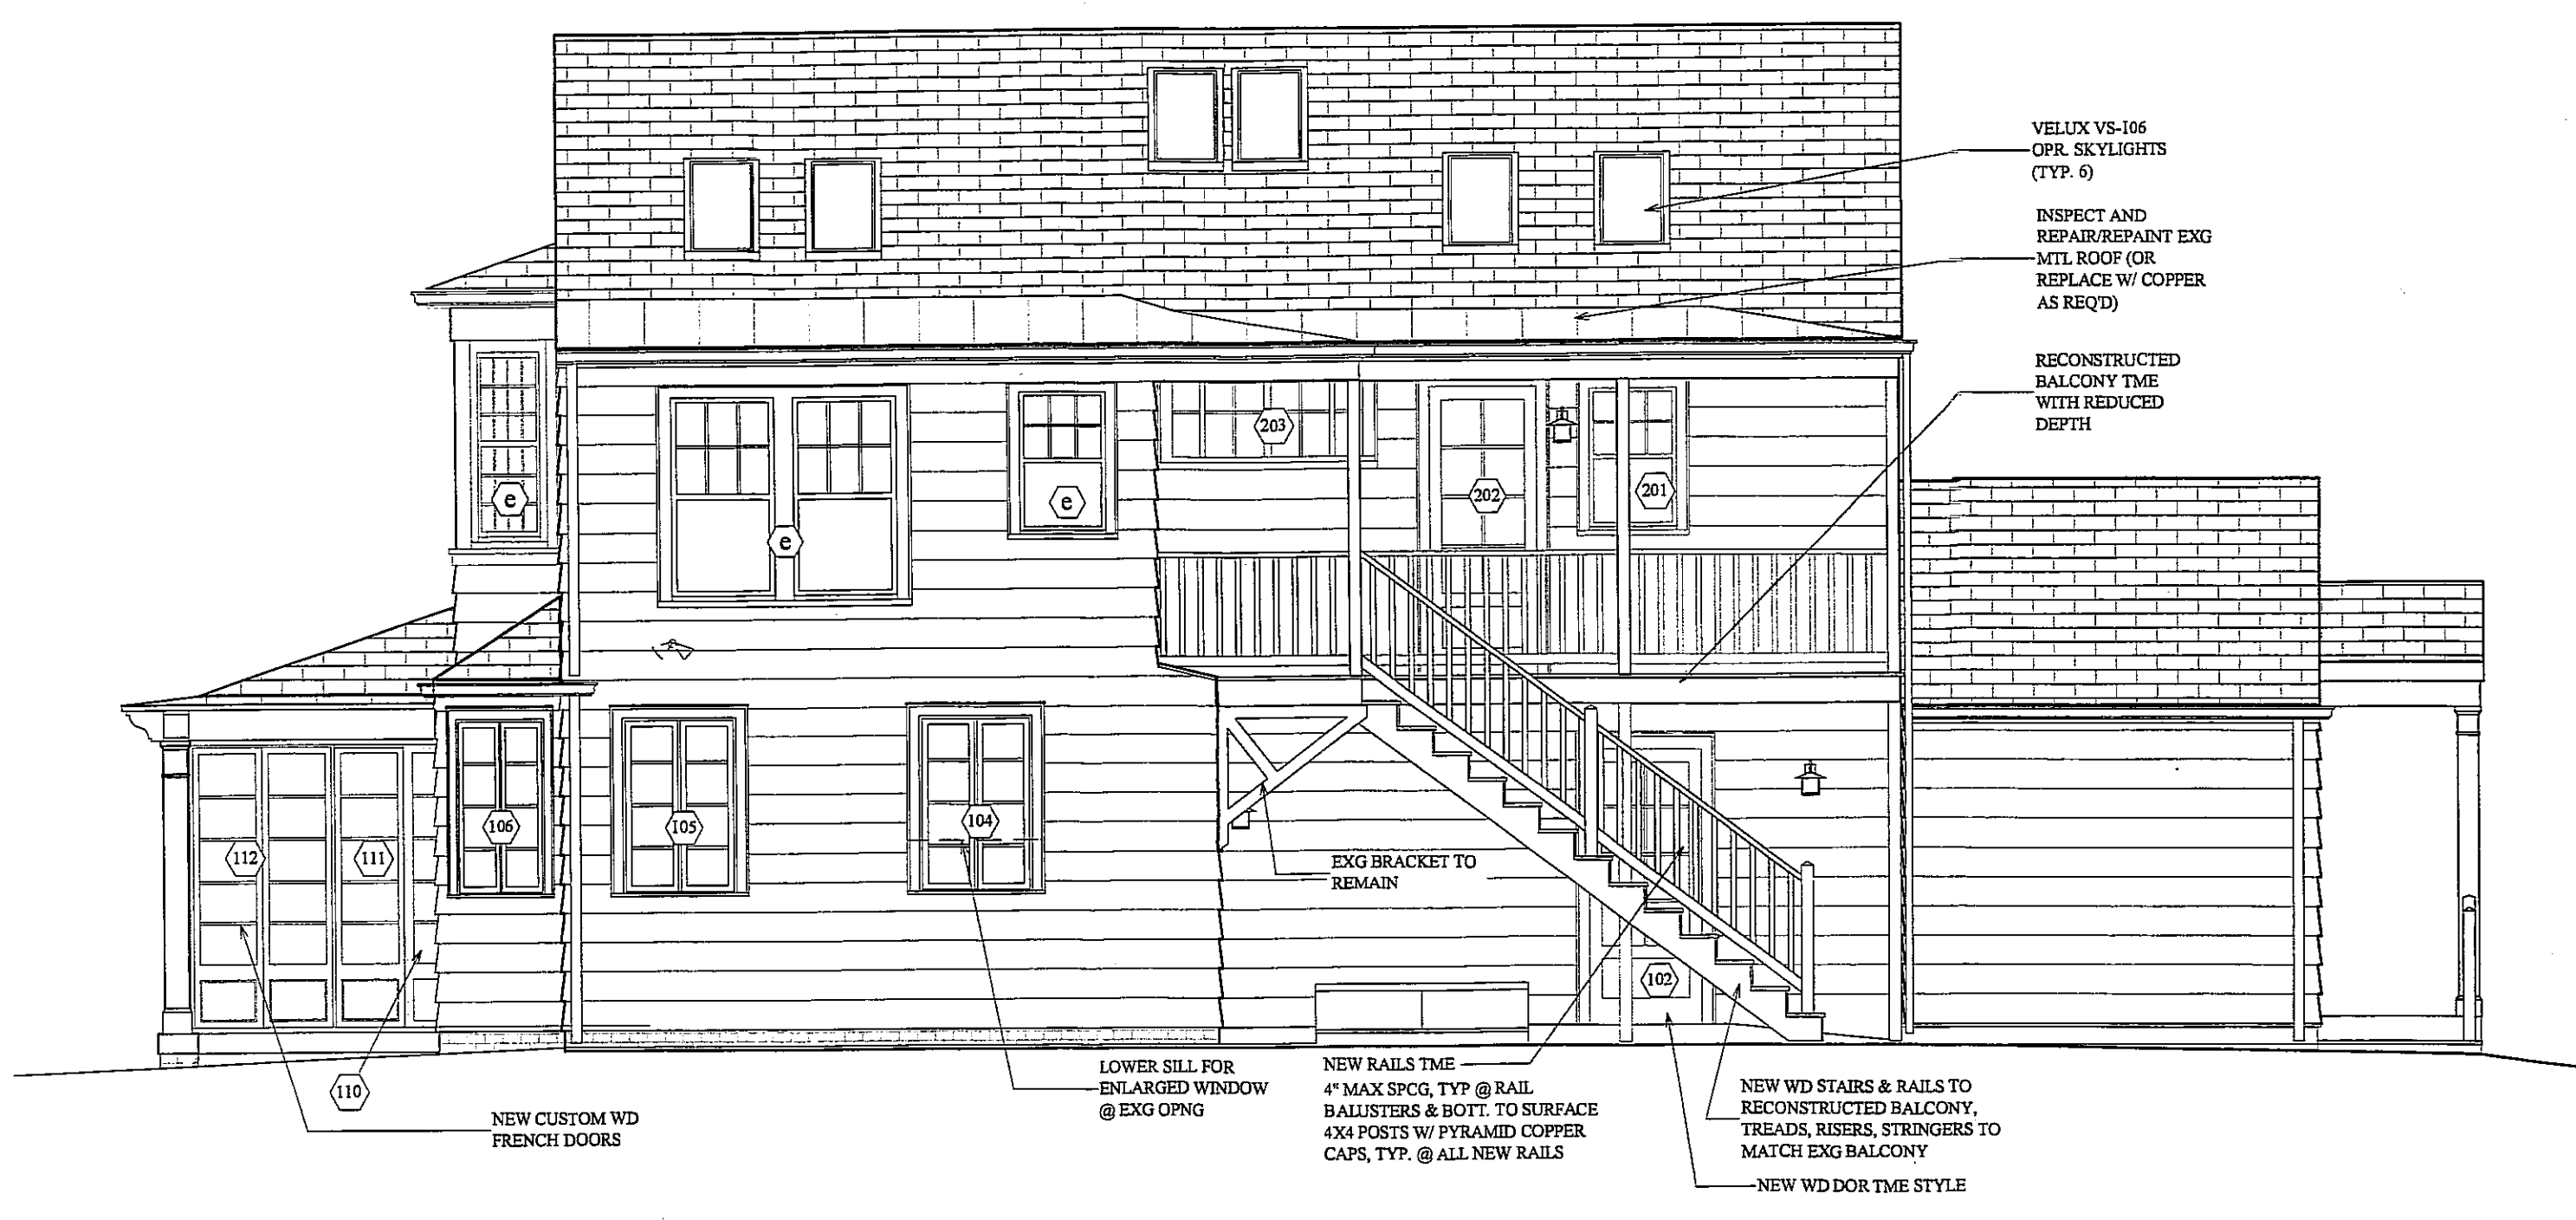 VELUX VS-I06
OPR. SKYLIGHTS
(TYP. 6)
INSPECT AND
REPAIR/REPAINT EXG
MTL ROOF (OR
REPLACE W/ COPPER
AS REQ'D)
RECONSTRUCTED
BALCONY TME
WITH REDUCED
DEPTH
203
e
e
e
202
201
106
105
104
112
111
EXG BRACKET TO
REMAIN
102
110
NEW CUSTOM WD
FRENCH DOORS
LOWER SILL FOR
ENLARGED WINDOW
@ EXG OPNG
NEW RAILS TME
4" MAX SPCG, TYP @ RAIL
BALUSTERS & BOTT. TO SURFACE
4X4 POSTS W/ PYRAMID COPPER
CAPS, TYP. @ ALL NEW RAILS
NEW WD STAIRS & RAILS TO
RECONSTRUCTED BALCONY,
TREADS, RISERS, STRINGERS TO
MATCH EXG BALCONY
NEW WD DOR TME STYLE